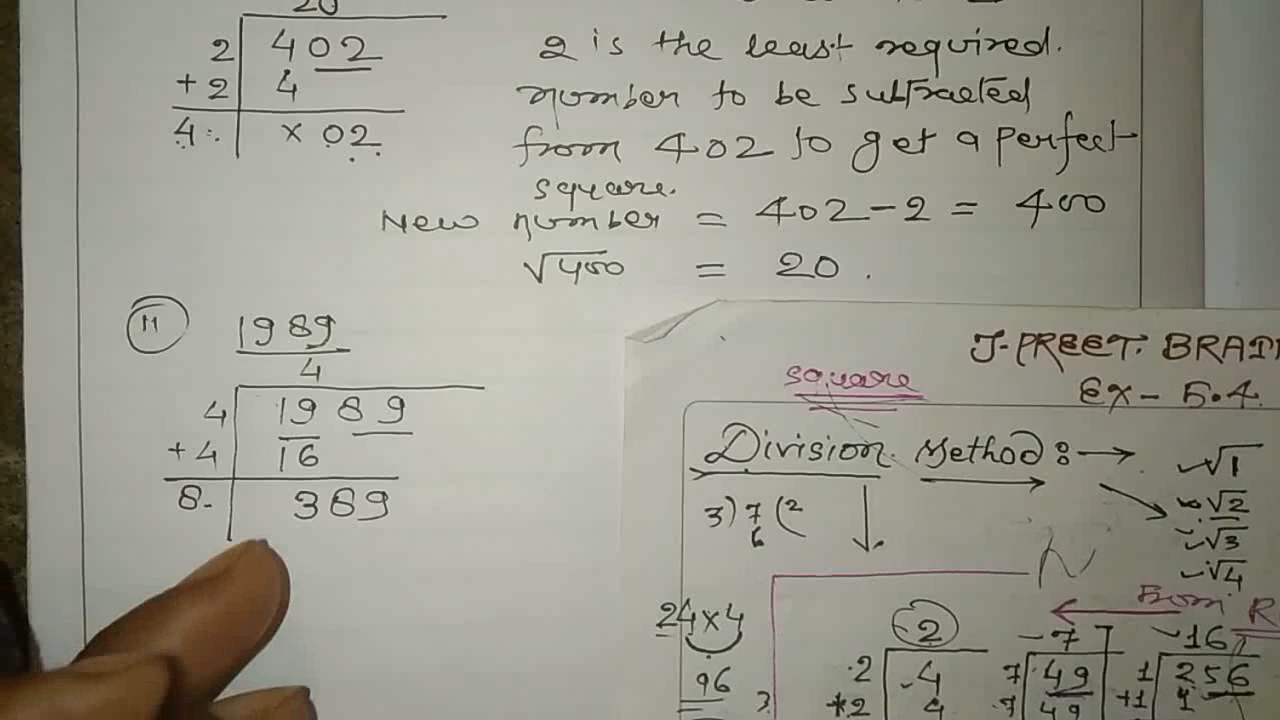 20
2 402 2 is the least required.
+2 4 number to be subtracted
4 × 02 from 402 to get a perfect
square.
New number = 402 - 2 = 400
√400 = 20.
11 1989
4
4 1989
+4 16
8 389
J-PREET. BRAI
square Ex- 5.4.
Division Method :→ √1
3) 7 (2 √2
6 √3
√4
From R
24×4 2 7 16
96 2 4 7 49 1 256
+2 4 7 49 +1 1